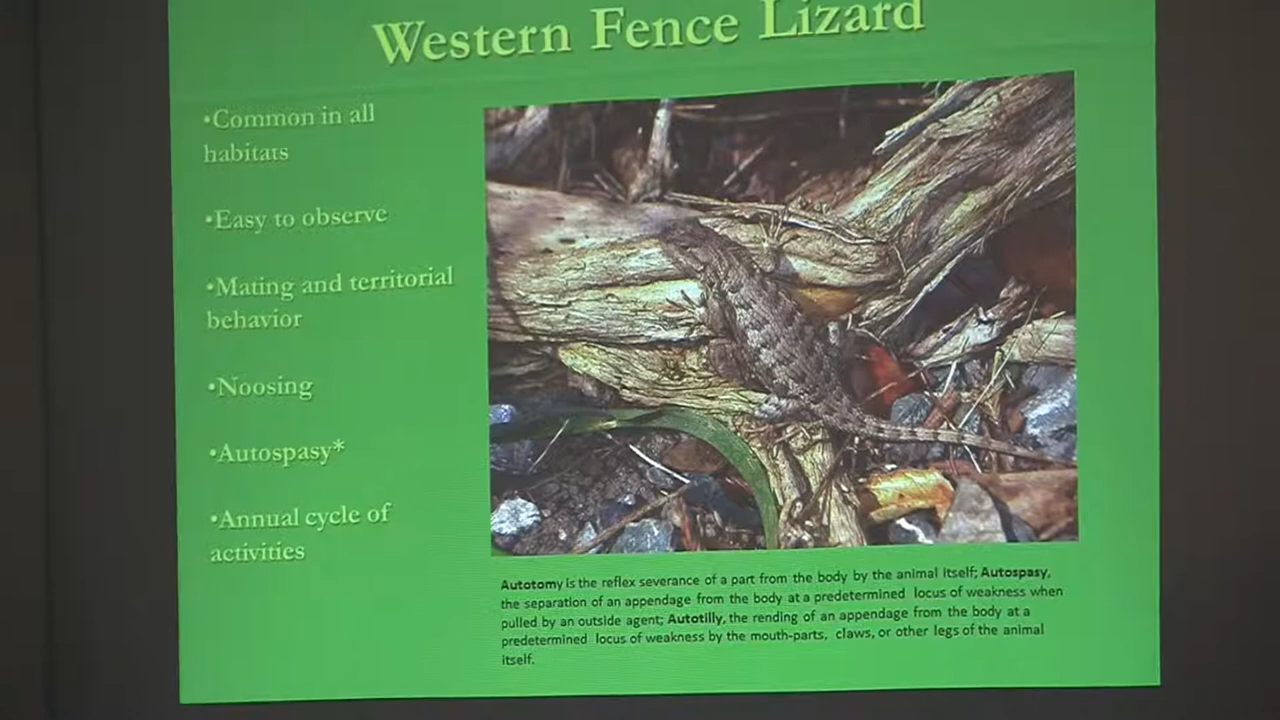 Western Fence Lizard
•Common in all
habitats
•Easy to observe
•Mating and territorial
behavior
•Noosing
•Autospasy*
•Annual cycle of
activities
Autotomy is the reflex severance of a part from the body by the animal itself; Autospasy,
the separation of an appendage from the body at a predetermined locus of weakness when
pulled by an outside agent; Autotilly, the rending of an appendage from the body at a
predetermined locus of weakness by the mouth-parts, claws, or other legs of the animal
itself.